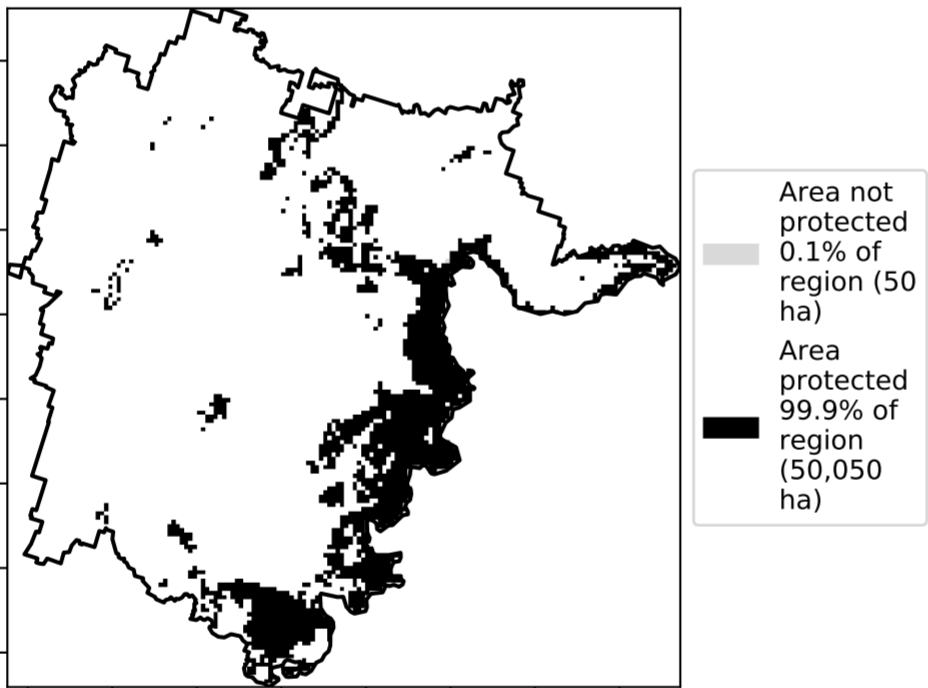 Area not
protected
0.1% of
region (50
ha)
Area
protected
99.9% of
region
(50,050
ha)